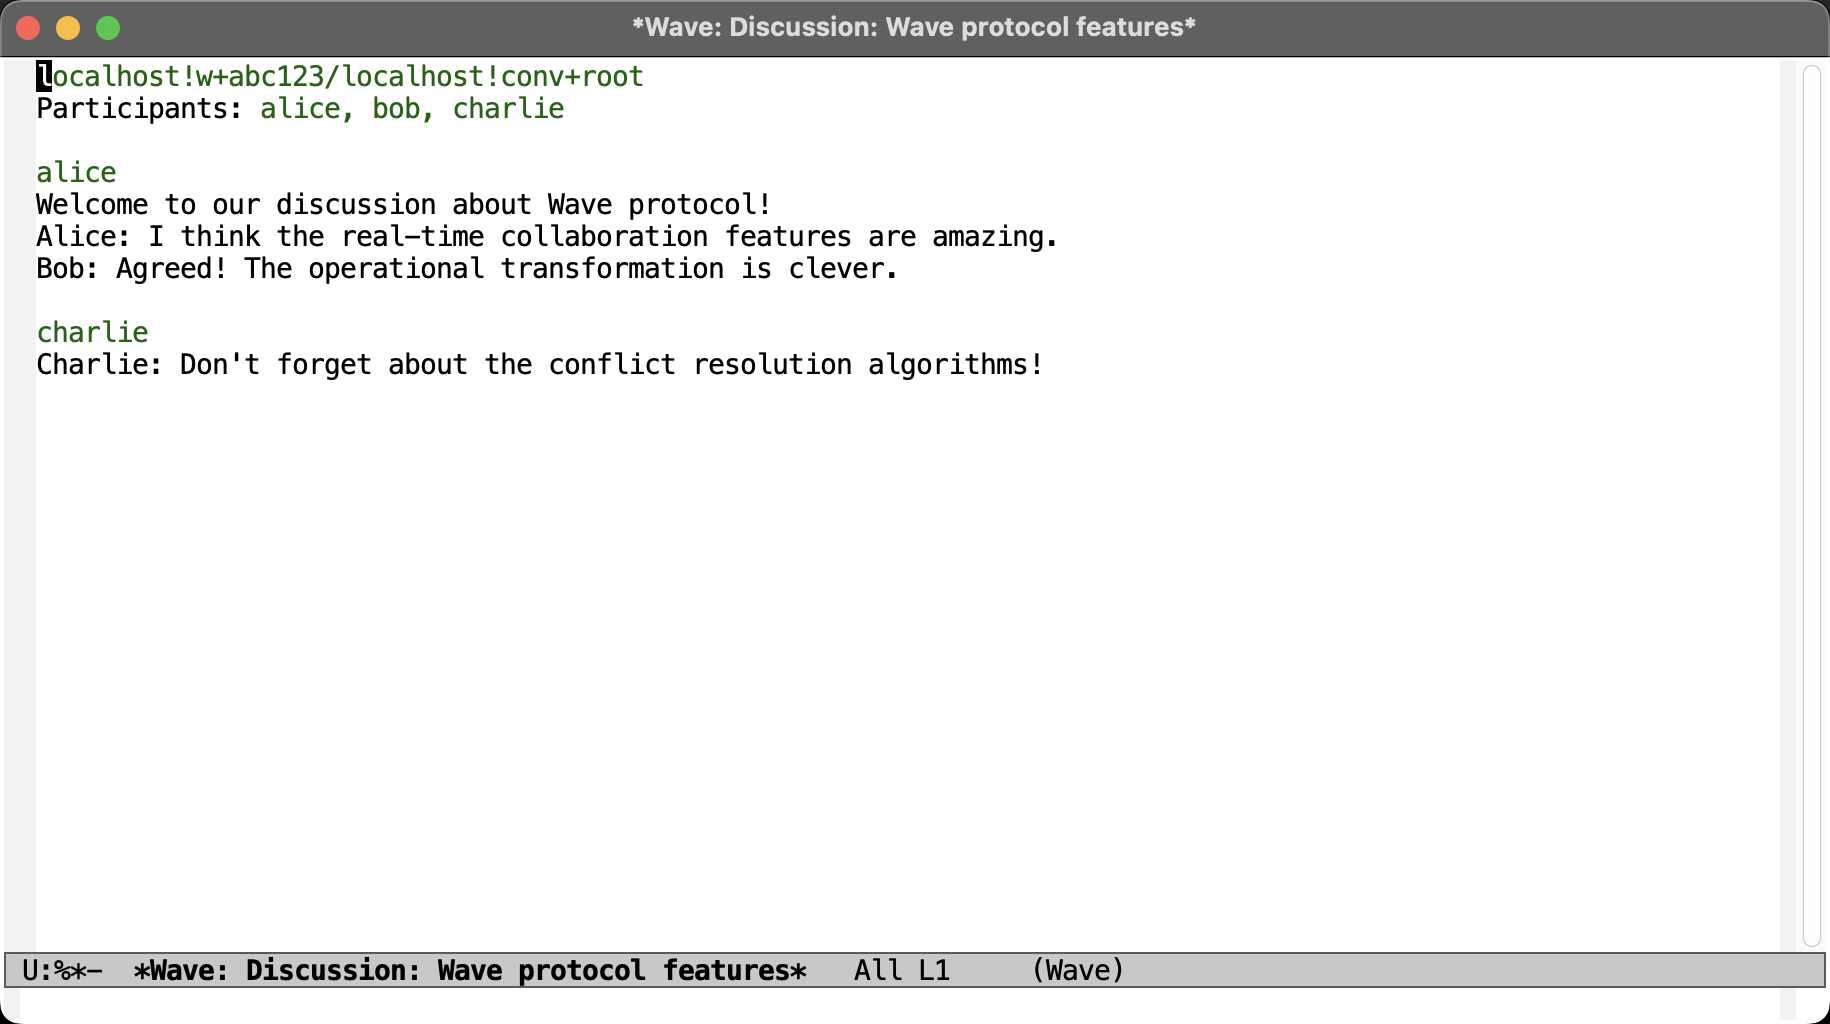 *Wave: Discussion: Wave protocol features*
localhost!w+abc123/localhost!conv+root
Participants: alice, bob, charlie
alice
Welcome to our discussion about Wave protocol!
Alice: I think the real-time collaboration features are amazing.
Bob: Agreed! The operational transformation is clever.
charlie
Charlie: Don't forget about the conflict resolution algorithms!
U:%*-  *Wave: Discussion: Wave protocol features*   All L1     (Wave)